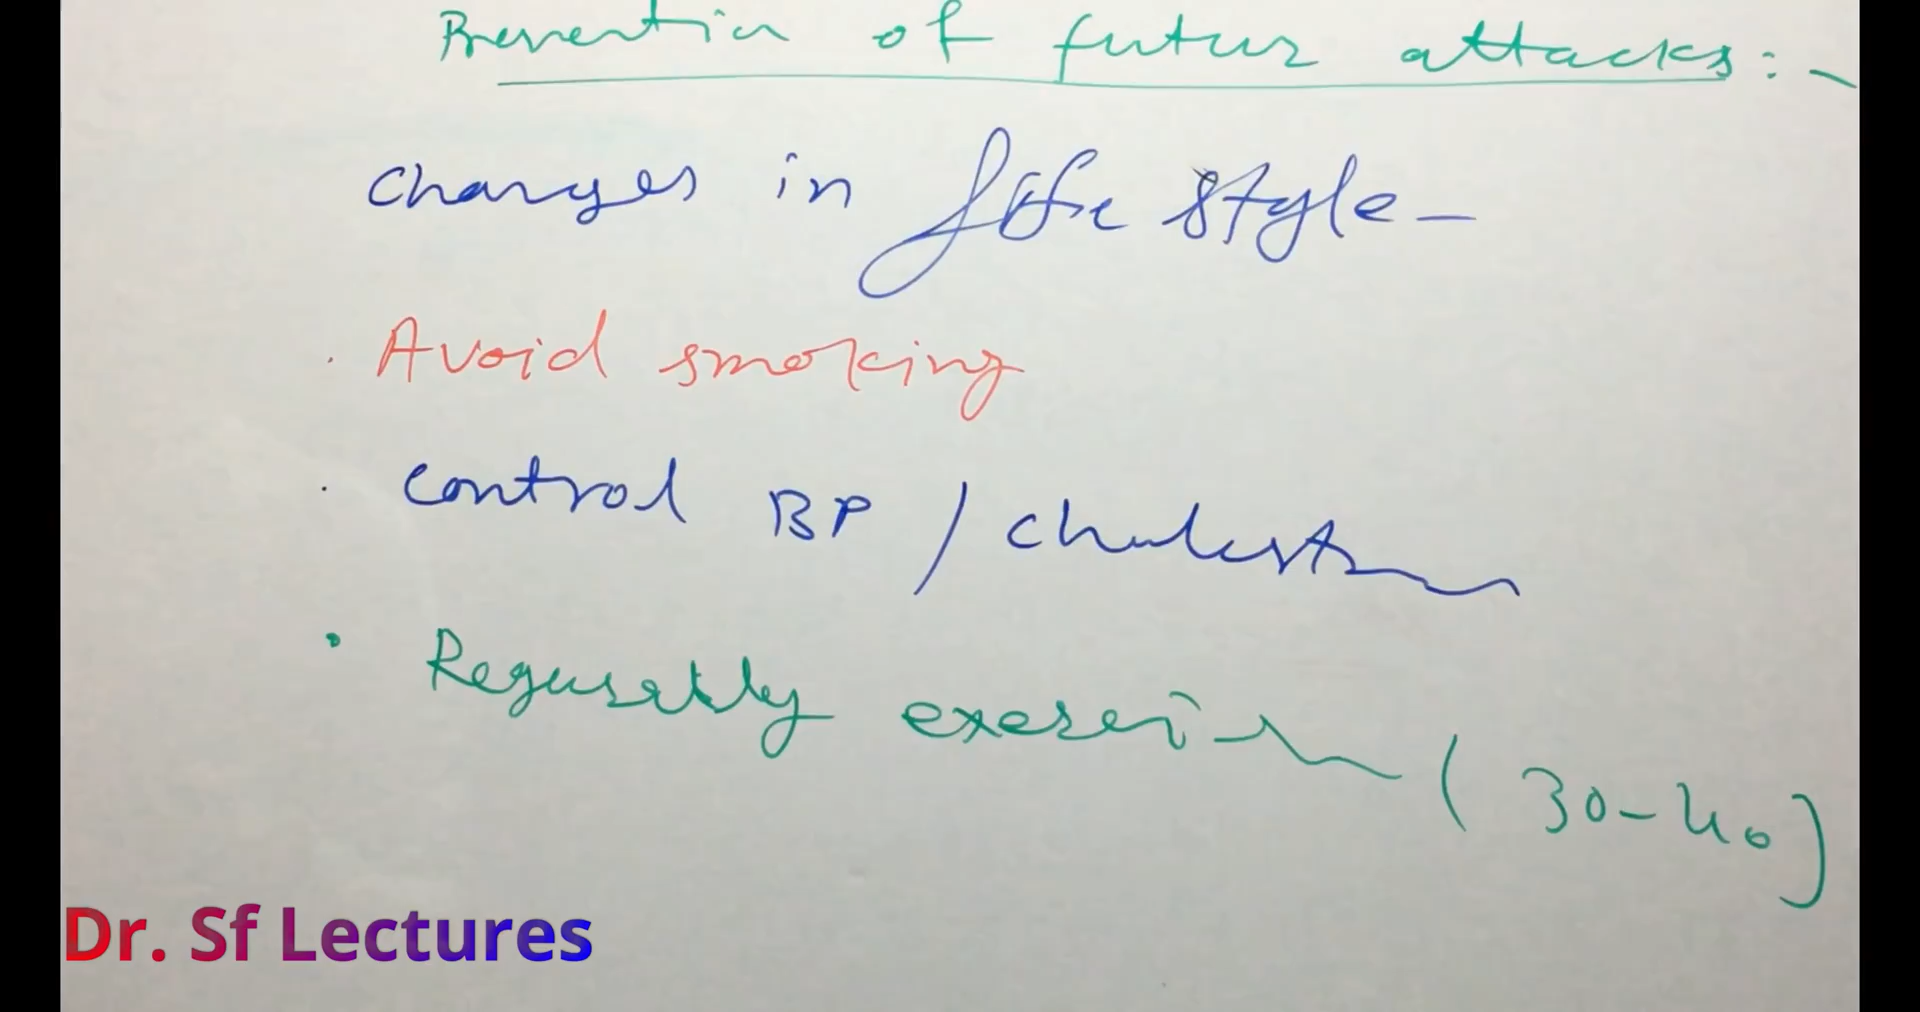 Prevention of future attacks:-
Changes in life style-
. Avoid smoking
. Control BP / cholesterol
. Regularly exercise (30-40)
Dr. Sf Lectures